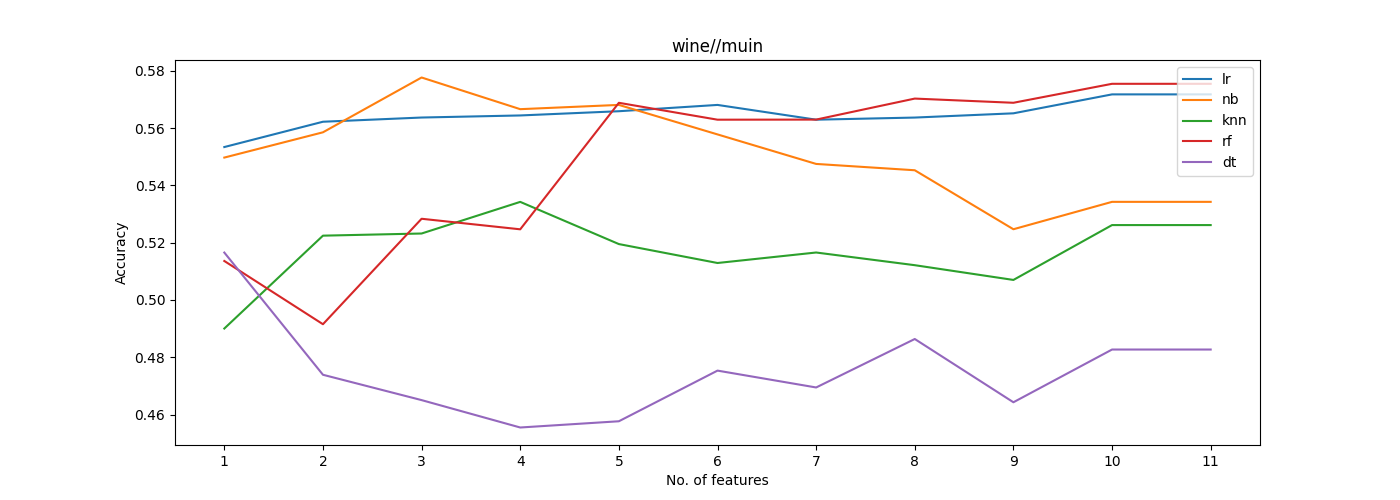 wine//muin
0.58
0.56
0.54
0.52
0.50
0.48
0.46
Accuracy
lr
nb
knn
rf
dt
1 2 3 4 5 6 7 8 9 10 11
No. of features